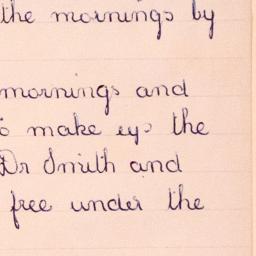 the mornings by
mornings and
to make up the
Dr Smith and
free under the